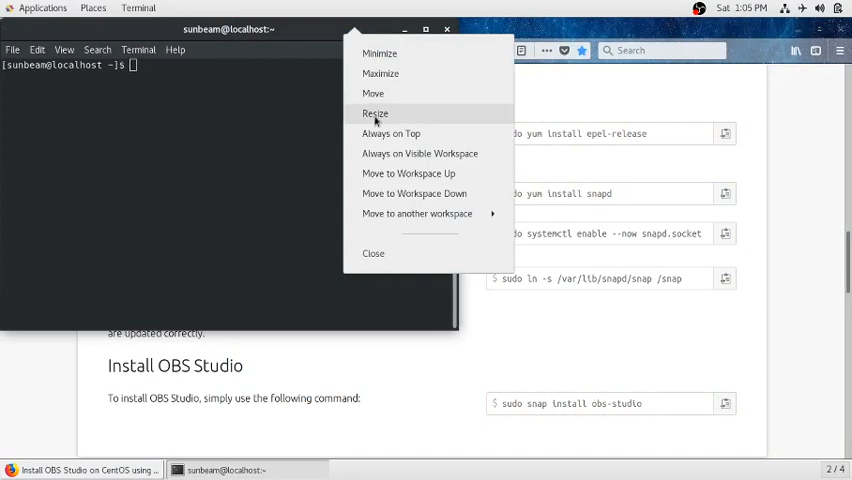 Applications Places Terminal Sat 1:05 PM
sunbeam@localhost:~
File Edit View Search Terminal Help
Search
[sunbeam@localhost ~]$
Minimize
Maximize
Move
Resize
Always on Top
Always on Visible Workspace
Move to Workspace Up
Move to Workspace Down
Move to another workspace
Close
do yum install epel-release
do yum install snapd
do systemctl enable --now snapd.socket
$ sudo ln -s /var/lib/snapd/snap /snap
are updated correctly.
Install OBS Studio
To install OBS Studio, simply use the following command:
$ sudo snap install obs-studio
Install OBS Studio on CentOS using ...
sunbeam@localhost:~
2 / 4